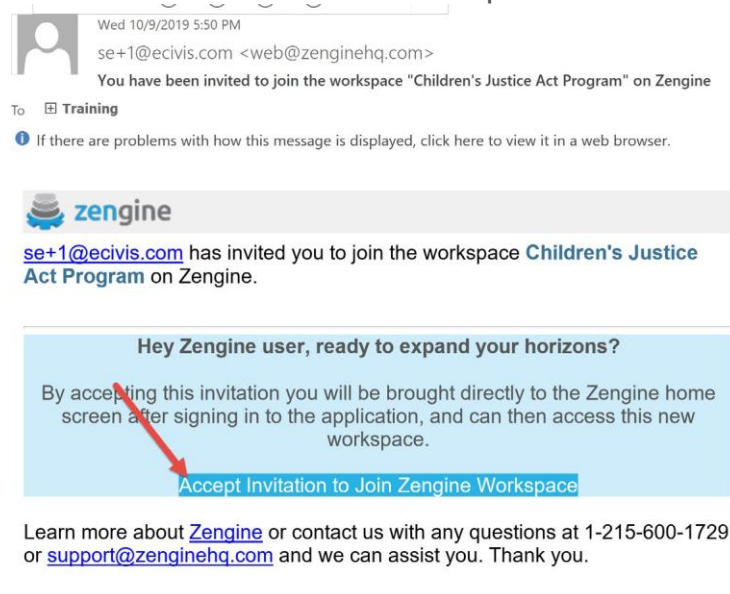 Wed 10/9/2019 5:50 PM
se+1@ecivis.com <web@zenginehq.com>
You have been invited to join the workspace "Children's Justice Act Program" on Zengine
To Training
If there are problems with how this message is displayed, click here to view it in a web browser.
zengine
se+1@ecivis.com has invited you to join the workspace Children's Justice
Act Program on Zengine.
Hey Zengine user, ready to expand your horizons?
By accepting this invitation you will be brought directly to the Zengine home
screen after signing in to the application, and can then access this new
workspace.
Accept Invitation to Join Zengine Workspace
Learn more about Zengine or contact us with any questions at 1-215-600-1729
or support@zenginehq.com and we can assist you. Thank you.